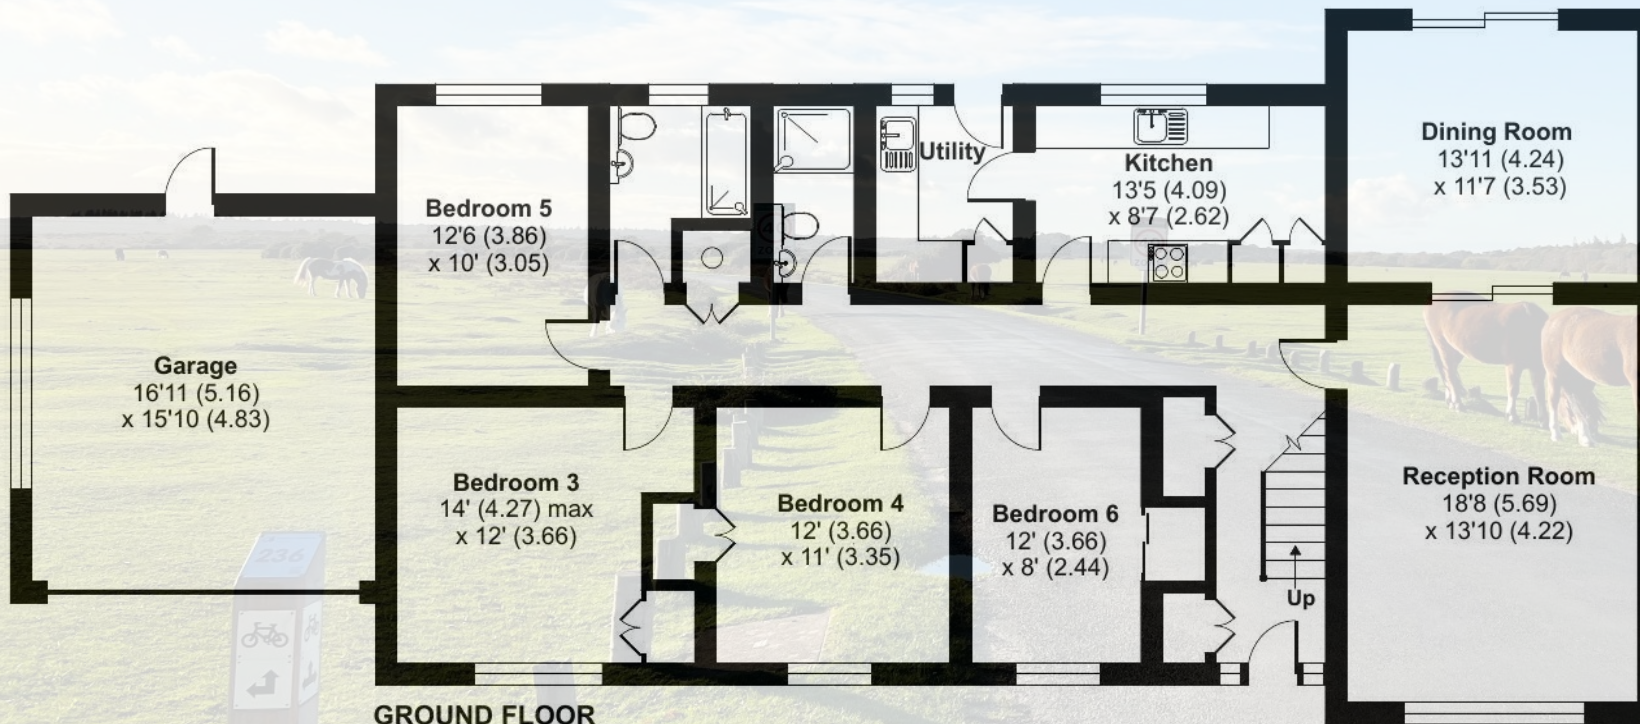 Dining Room
13'11 (4.24)
x 11'7 (3.53)
Utility
Kitchen
13'5 (4.09)
x 8'7 (2.62)
Bedroom 5
12'6 (3.86)
x 10' (3.05)
Garage
16'11 (5.16)
x 15'10 (4.83)
Bedroom 3
14' (4.27) max
x 12' (3.66)
Bedroom 4
12' (3.66)
x 11' (3.35)
Bedroom 6
12' (3.66)
x 8' (2.44)
Reception Room
18'8 (5.69)
x 13'10 (4.22)
Up
236
GROUND FLOOR